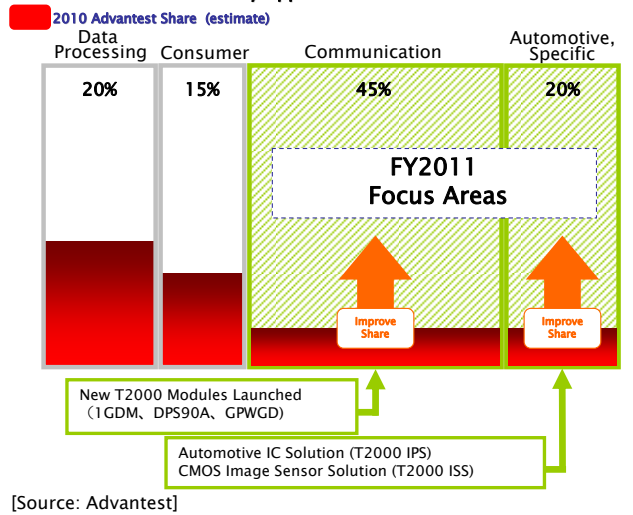 2010 Advantest Share (estimate)
Data
Processing
Consumer
Communication
Automotive,
Specific
20%
15%
45%
20%
FY2011
Focus Areas
Improve
Share
Improve
Share
New T2000 Modules Launched
（1GDM、DPS90A、GPWGD）
Automotive IC Solution (T2000 IPS)
CMOS Image Sensor Solution (T2000 ISS)
[Source: Advantest]